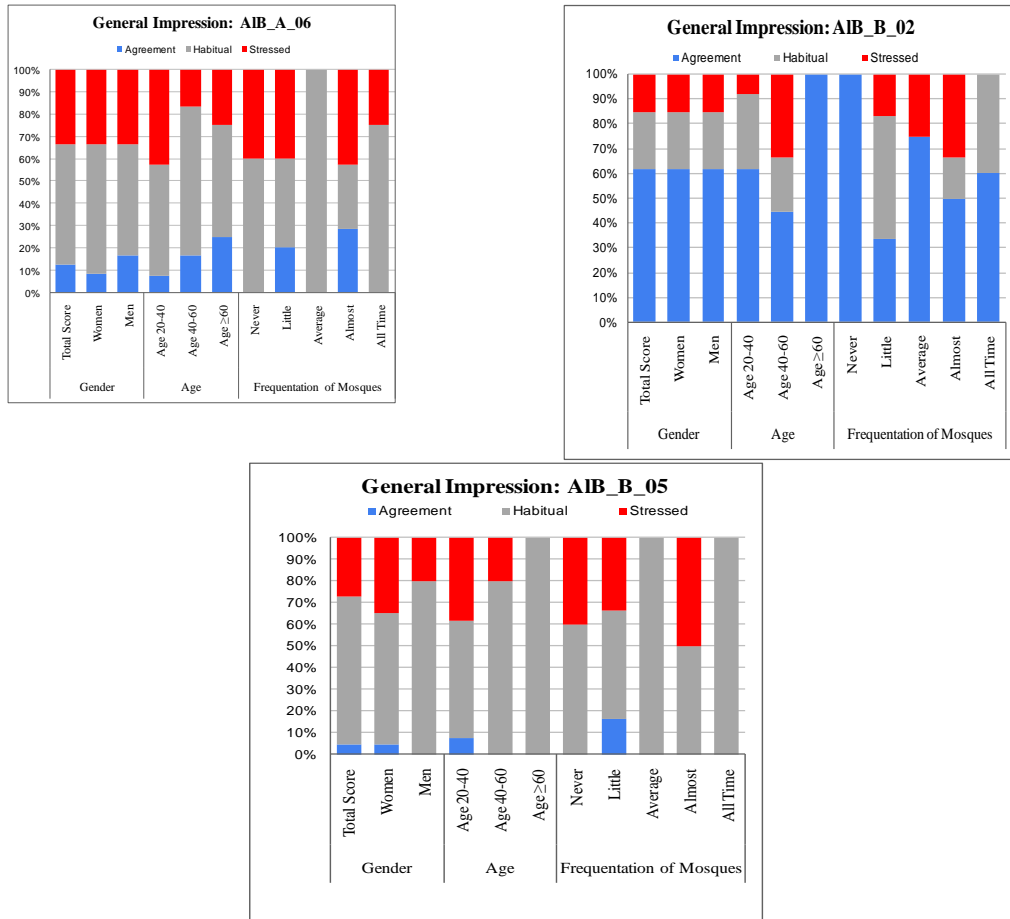 General Impression: AlB_A_06
Agreement Habitual Stressed
100%
90%
80%
70%
60%
50%
40%
30%
20%
10%
0%
Total Score Women Men Age 20-40 Age 40-60 Age ≥60 Never Little Average Almost All Time
Gender Age Frequentation of Mosques
General Impression: AlB_B_02
Agreement Habitual Stressed
100%
90%
80%
70%
60%
50%
40%
30%
20%
10%
0%
Total Score Women Men Age 20-40 Age 40-60 Age ≥60 Never Little Average Almost All Time
Gender Age Frequentation of Mosques
General Impression: AlB_B_05
Agreement Habitual Stressed
100%
90%
80%
70%
60%
50%
40%
30%
20%
10%
0%
Total Score Women Men Age 20-40 Age 40-60 Age ≥60 Never Little Average Almost All Time
Gender Age Frequentation of Mosques